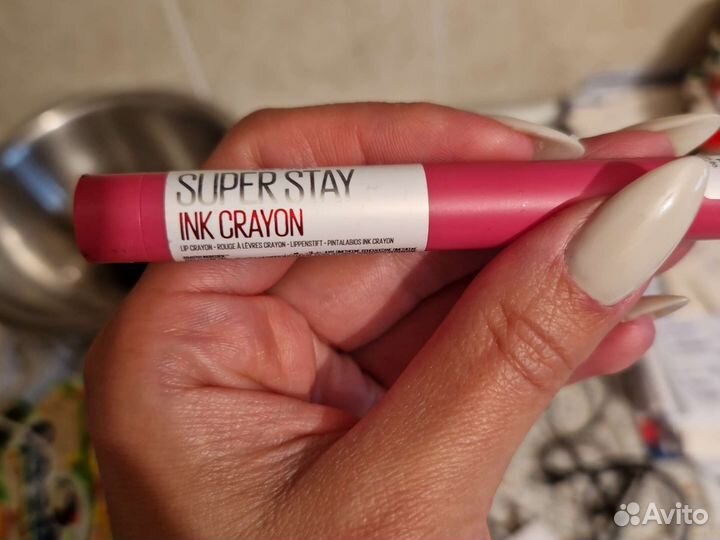 SUPER STAY
INK CRAYON
LIP CRAYON - ROUGE À LÈVRES CRAYON - LIPPENSTIFT - PINTALABIOS INK CRAYON
Avito